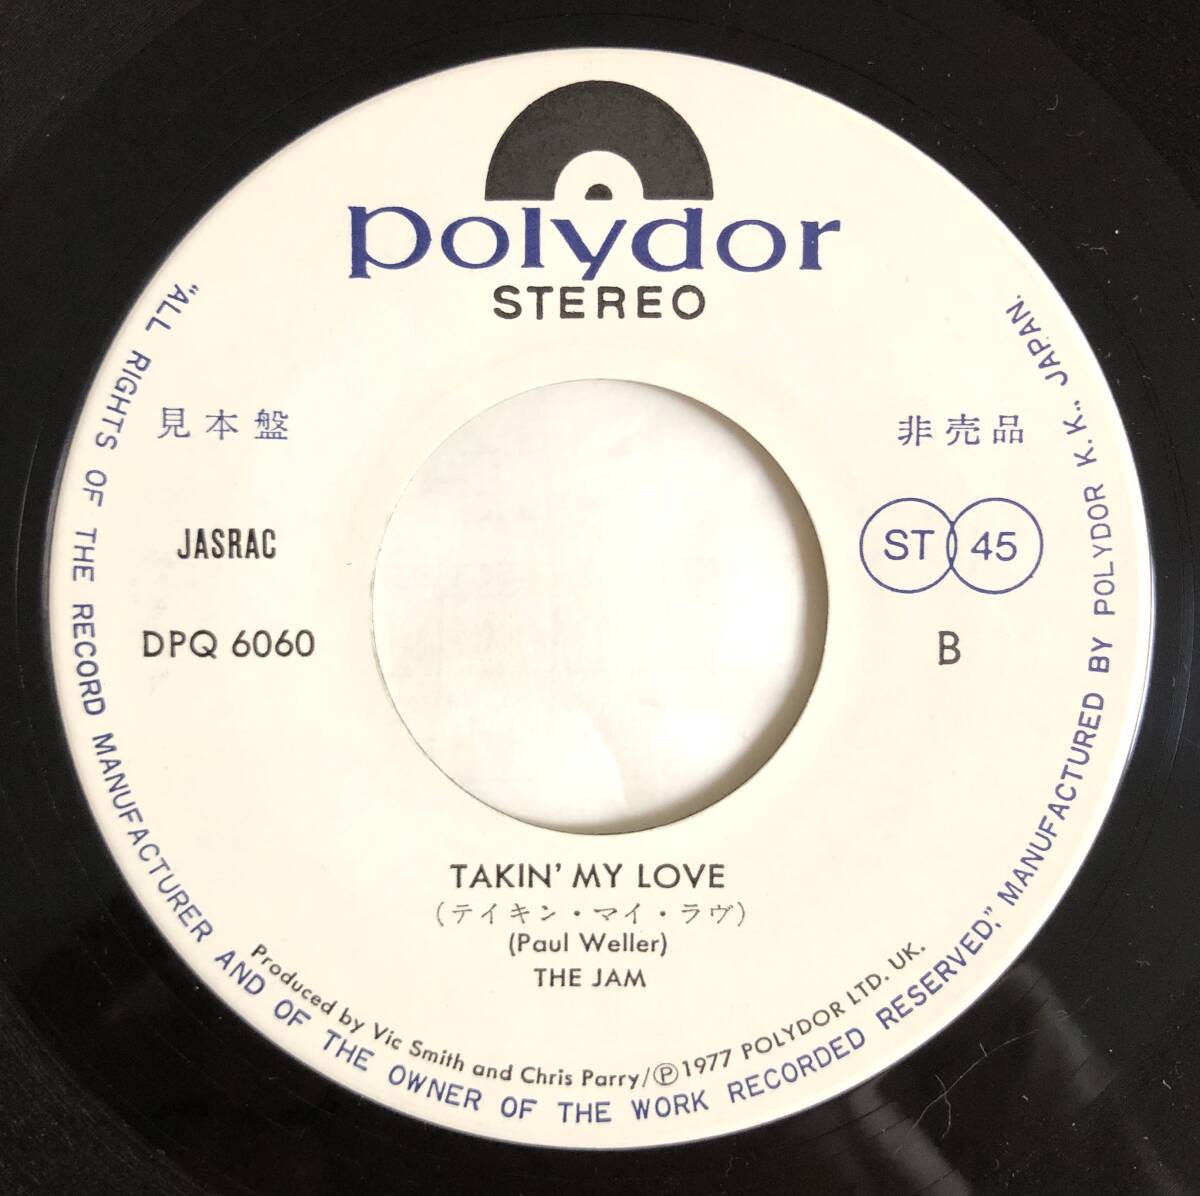 polydor
STEREO
見本盤
非売品
JASRAC
ST 45
DPQ 6060
B
TAKIN' MY LOVE
(テイキン・マイ・ラヴ)
(Paul Weller)
THE JAM
Produced by Vic Smith and Chris Parry/Ⓟ1977 POLYDOR LTD. UK.
"ALL RIGHTS OF THE RECORD MANUFACTURER AND OF THE OWNER OF THE WORK RECORDED RESERVED," MANUFACTURED BY POLYDOR K.K., JAPAN.